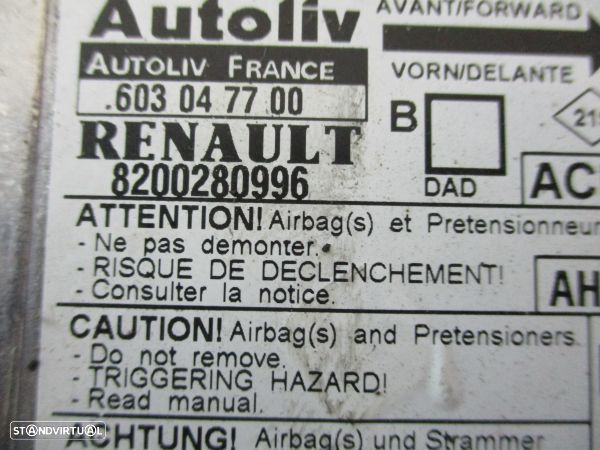 Autoliv
AVANT/FORWARD
AUTOLIV FRANCE
VORN/DELANTE
.603 04 77 00
B
RENAULT
DAD
AC
8200280996
ATTENTION! Airbag(s) et Pretensionneur
- Ne pas demonter.
- RISQUE DE DECLENCHEMENT!
AH
- Consulter la notice.
CAUTION! Airbag(s) and Pretensioners
- Do not remove.
- TRIGGERING HAZARD!
- Read manual.
ACHTUNG! Airbag(s) und Strammer
STANDVIRTUAL